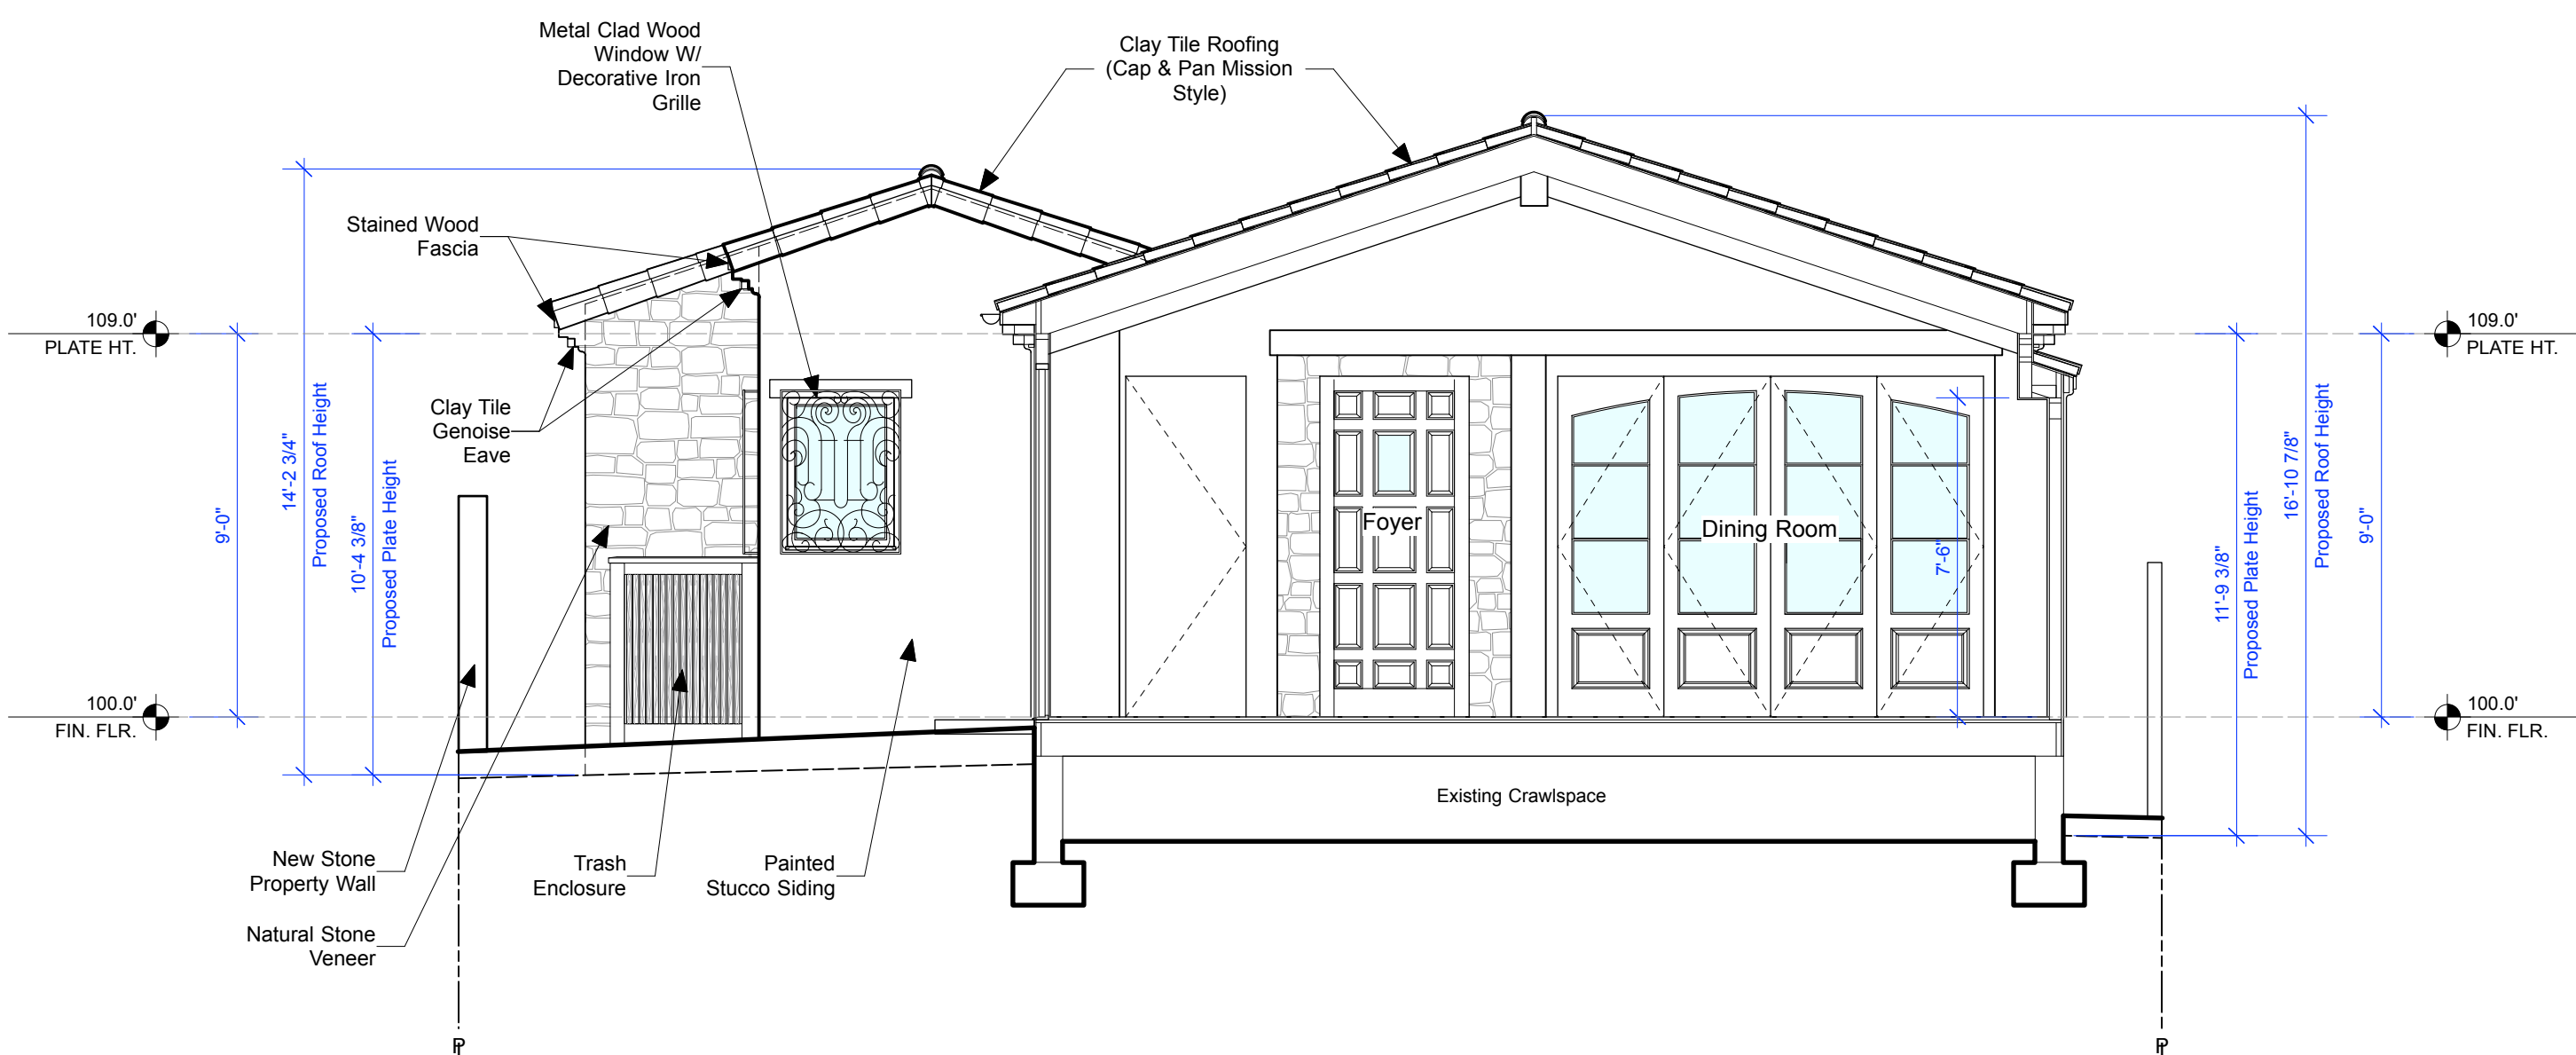 Metal Clad Wood
Window W/
Decorative Iron
Grille
Clay Tile Roofing
(Cap & Pan Mission
Style)
Stained Wood
Fascia
109.0'
PLATE HT.
109.0'
PLATE HT.
Clay Tile
Genoise
Eave
9'-0"
14'-2 3/4"
Proposed Roof Height
10'-4 3/8"
Proposed Plate Height
Foyer
Dining Room
7'-6"
11'-9 3/8"
Proposed Plate Height
16'-10 7/8"
Proposed Roof Height
9'-0"
100.0'
FIN. FLR.
100.0'
FIN. FLR.
Existing Crawlspace
New Stone
Property Wall
Trash
Enclosure
Painted
Stucco Siding
Natural Stone
Veneer